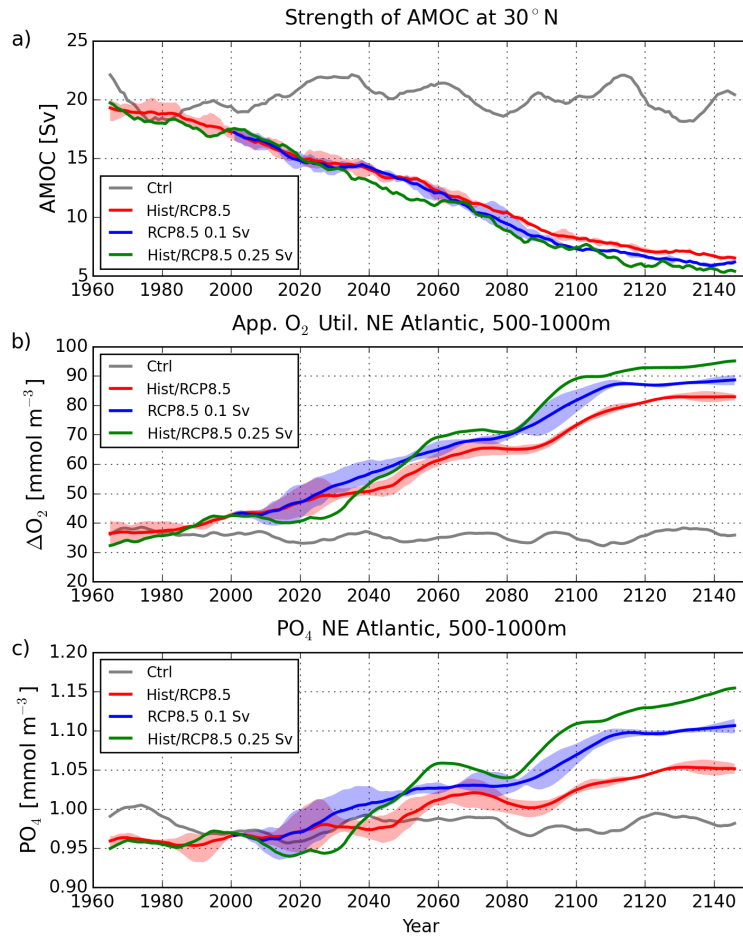 Strength of AMOC at 30° N
a)
25
20
15
10
5
AMOC [Sv]
Ctrl
Hist/RCP8.5
RCP8.5 0.1 Sv
Hist/RCP8.5 0.25 Sv
1960 1980 2000 2020 2040 2060 2080 2100 2120 2140
App. O₂ Util. NE Atlantic, 500-1000m
b)
100
90
80
70
60
50
40
30
20
ΔO₂ [mmol m⁻³]
Ctrl
Hist/RCP8.5
RCP8.5 0.1 Sv
Hist/RCP8.5 0.25 Sv
1960 1980 2000 2020 2040 2060 2080 2100 2120 2140
PO₄ NE Atlantic, 500-1000m
c)
1.20
1.15
1.10
1.05
1.00
0.95
0.90
PO₄ [mmol m⁻³]
Ctrl
Hist/RCP8.5
RCP8.5 0.1 Sv
Hist/RCP8.5 0.25 Sv
1960 1980 2000 2020 2040 2060 2080 2100 2120 2140
Year